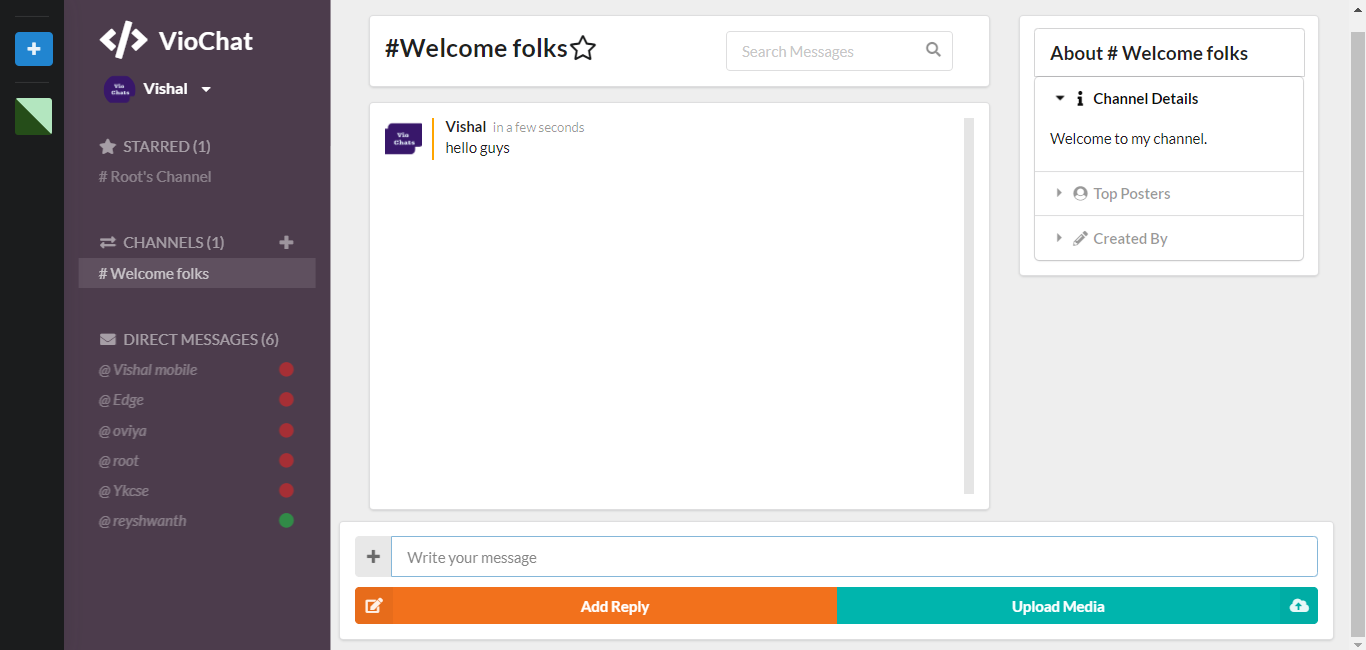 VioChat
Vio
Chats
Vishal
STARRED (1)
# Root's Channel
CHANNELS (1)
# Welcome folks
DIRECT MESSAGES (6)
@ Vishal mobile
@ Edge
@ oviya
@ root
@ Ykcse
@ reyshwanth
#Welcome folks
Search Messages
Vio
Chats
Vishal in a few seconds
hello guys
Write your message
Add Reply
Upload Media
About # Welcome folks
Channel Details
Welcome to my channel.
Top Posters
Created By